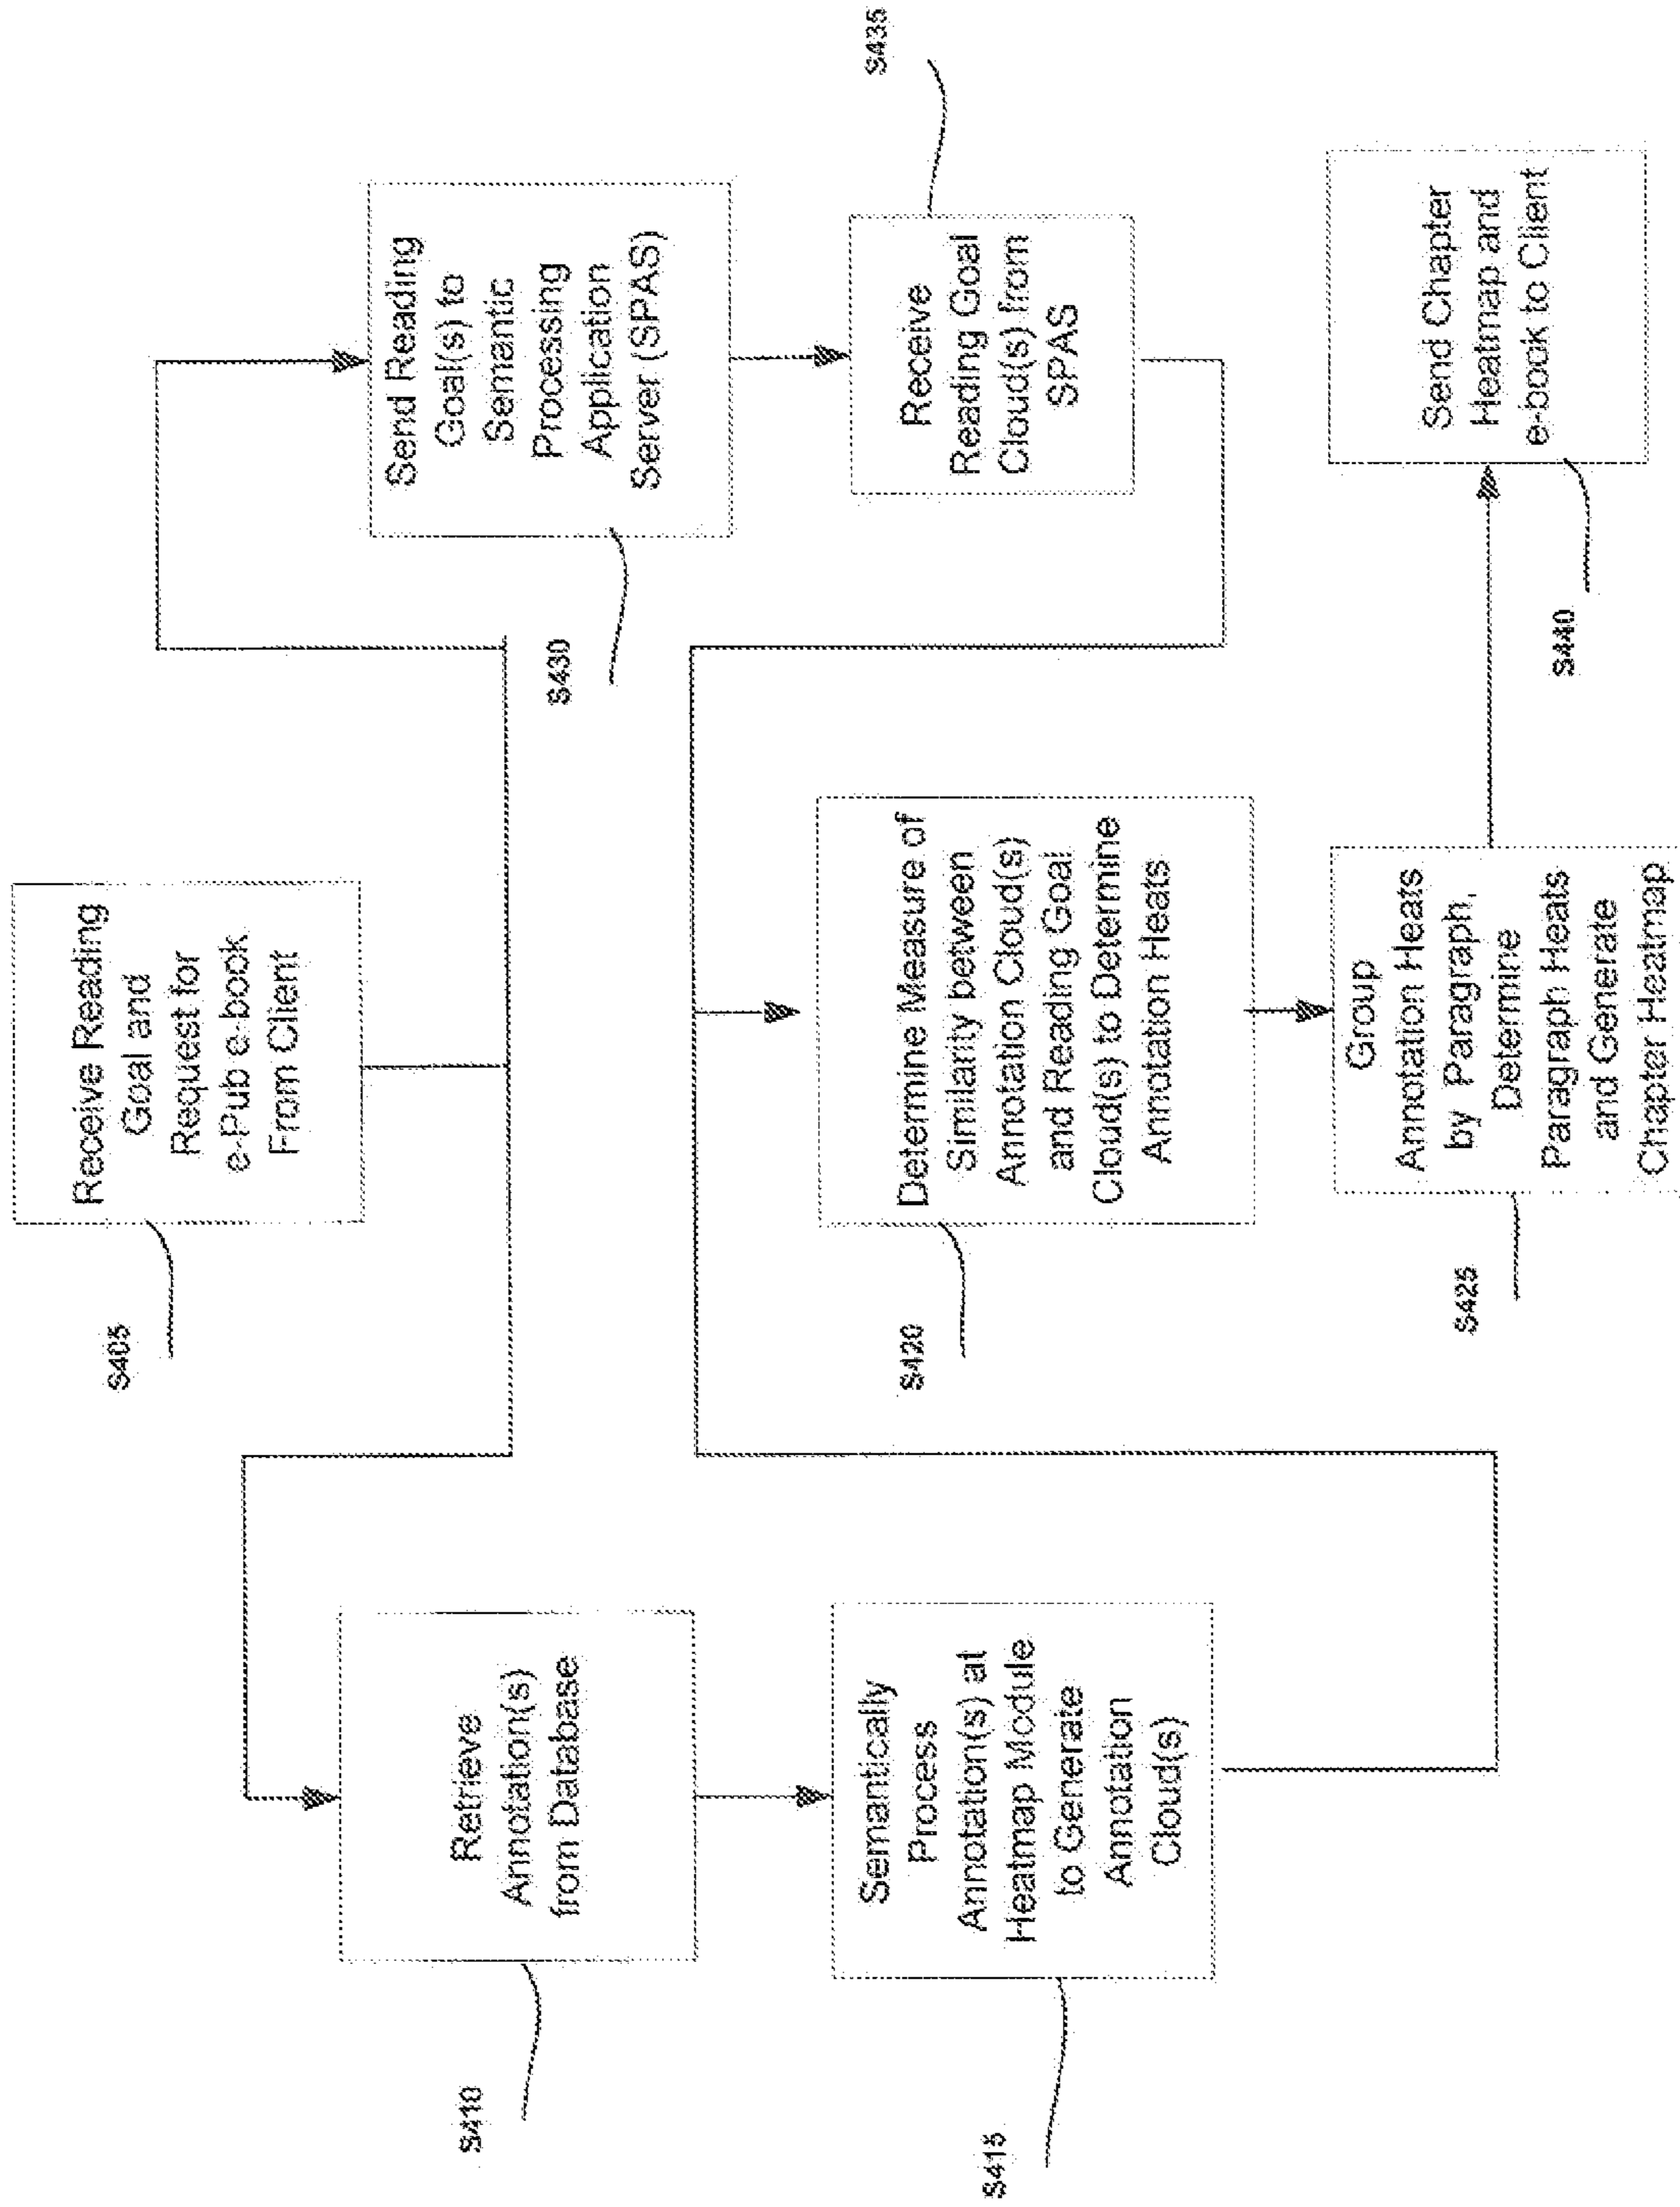 S405
Receive Reading
Goal and
Request for
e-Pub e-book
From Client
S410
Retrieve
Annotation(s)
from Database
S415
Semantically
Process
Annotation(s) at
Heatmap Module
to Generate
Annotation
Cloud(s)
S430
Send Reading
Goal(s) to
Semantic
Processing
Application
Server (SPAS)
S435
Receive
Reading Goal
Cloud(s) from
SPAS
S420
Determine Measure of
Similarity between
Annotation Cloud(s)
and Reading Goal
Cloud(s) to Determine
Annotation Heats
S425
Group
Annotation Heats
by Paragraph,
Determine
Paragraph Heats
and Generate
Chapter Heatmap
S440
Send Chapter
Heatmap and
e-book to Client